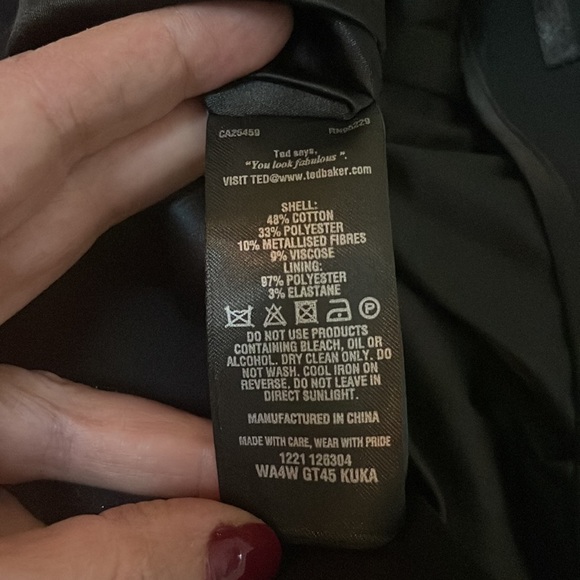 CA26459 RN96229
Ted says,
"You look fabulous".
VISIT TED@www.tedbaker.com
SHELL:
48% COTTON
33% POLYESTER
10% METALLISED FIBRES
9% VISCOSE
LINING:
97% POLYESTER
3% ELASTANE
P
DO NOT USE PRODUCTS
CONTAINING BLEACH, OIL OR
ALCOHOL. DRY CLEAN ONLY. DO
NOT WASH. COOL IRON ON
REVERSE. DO NOT LEAVE IN
DIRECT SUNLIGHT.
MANUFACTURED IN CHINA
MADE WITH CARE, WEAR WITH PRIDE
1221 126304
WA4W GT45 KUKA